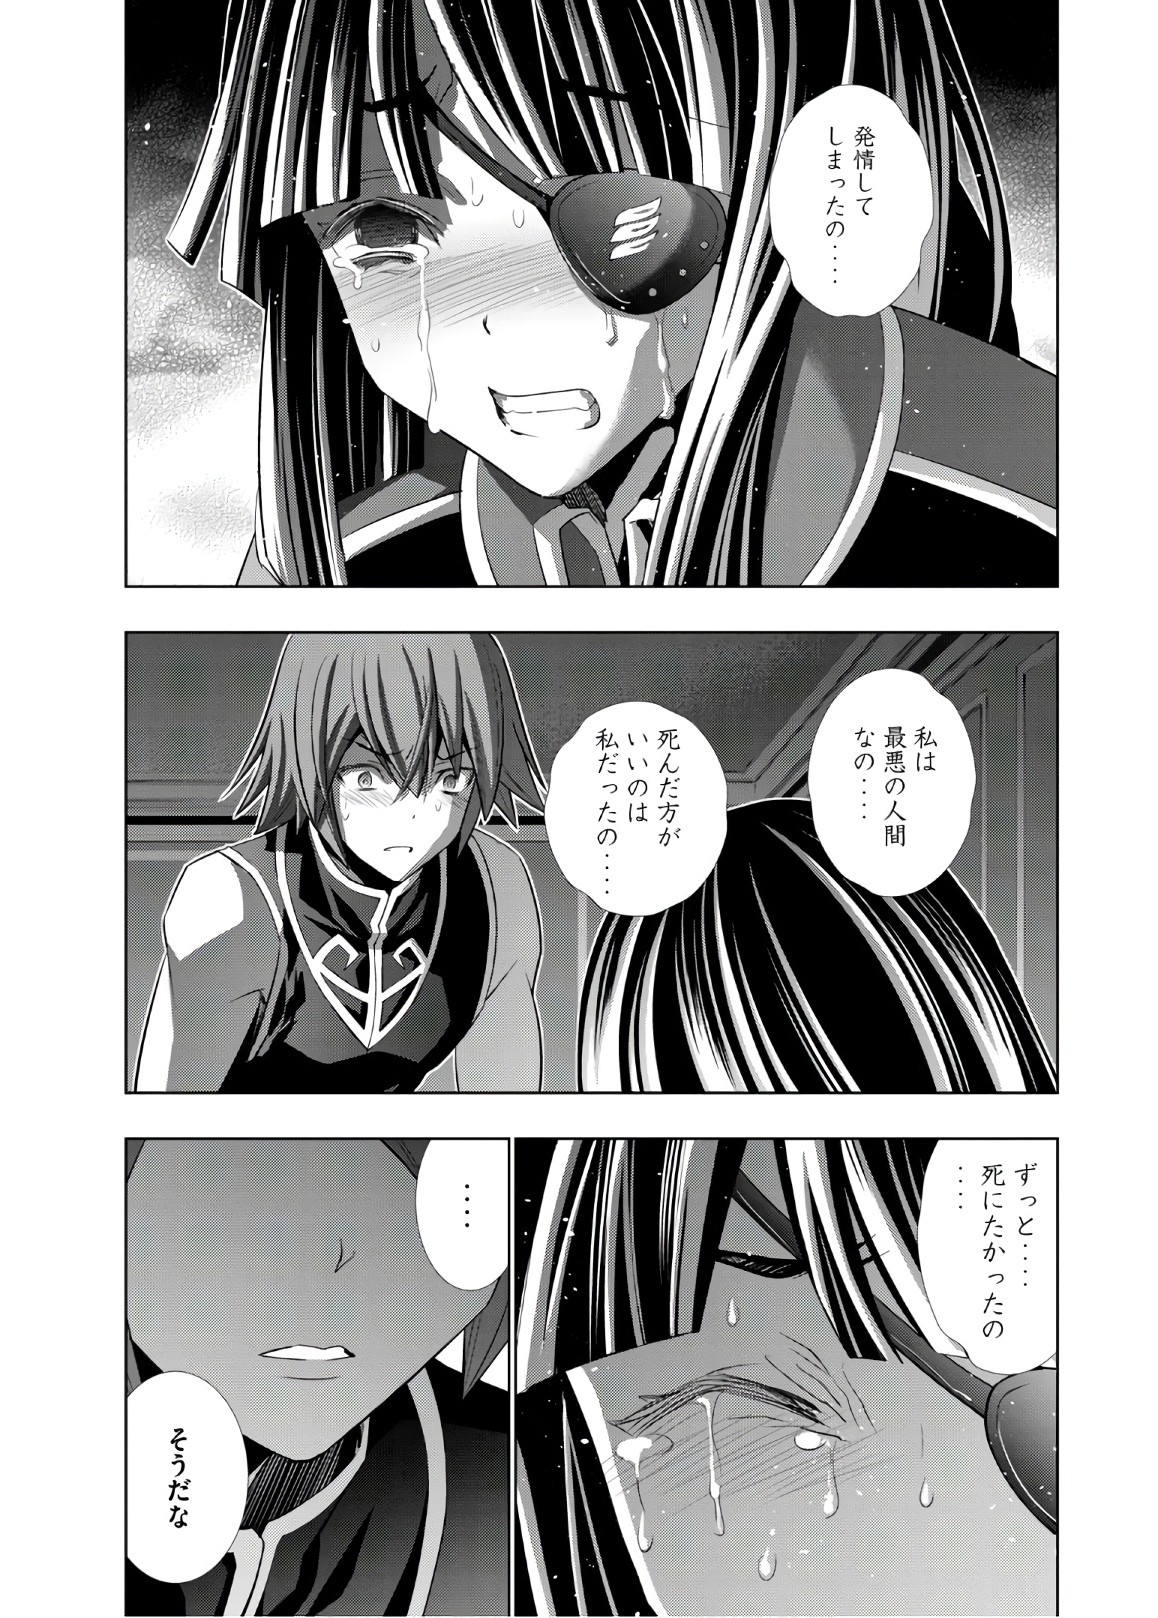 発情して
しまったの‥‥
私は
最悪の人間
なの‥‥
死んだ方が
いいのは
私だったの‥‥
ずっと‥‥
死にたかったの
‥‥
‥‥
そうだな